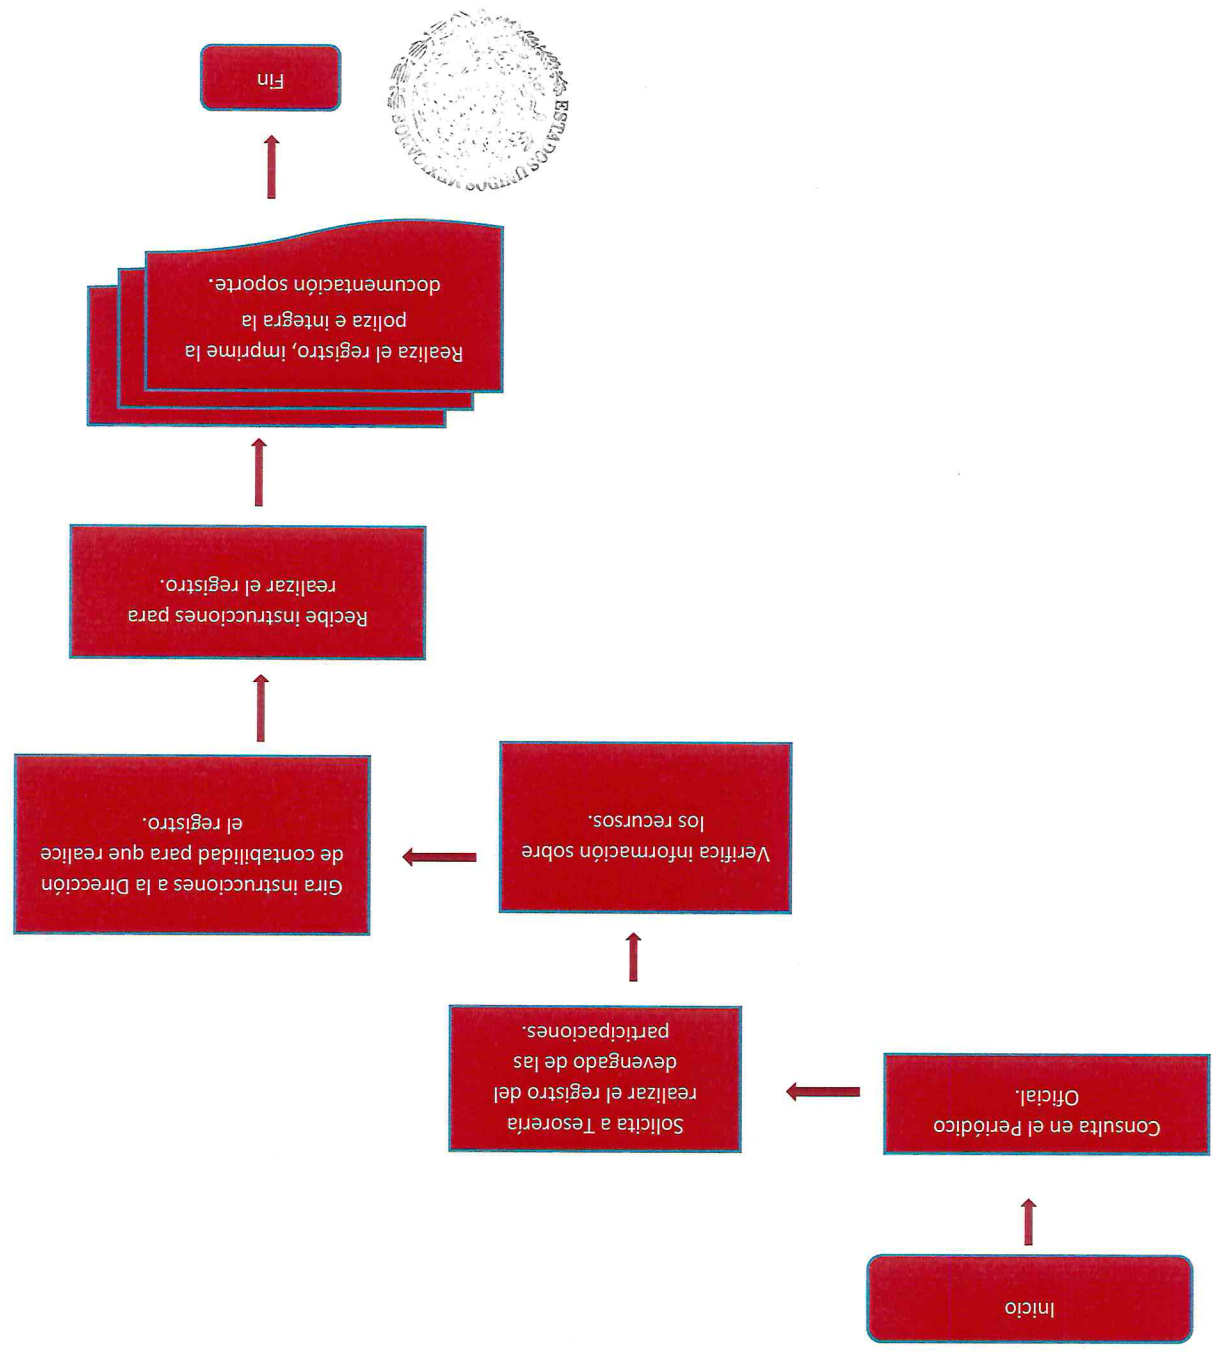 Inicio
Consulta en el Periódico
Oficial.
Solicita a Tesorería
realizar el registro del
devengado de las
participaciones.
Verifica información sobre
los recursos.
Gira instrucciones a la Dirección
de contabilidad para que realice
el registro.
Recibe instrucciones para
realizar el registro.
Realiza el registro, imprime la
poliza e integra la
documentación soporte.
Fin
ESTADOS UNIDOS MEXICANOS